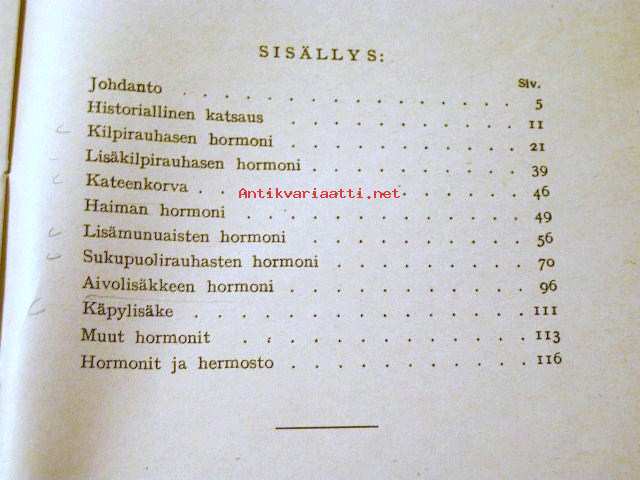 SISÄLLYS:
Siv.
Johdanto . . . . . . . . . . . . . . . 5
Historiallinen katsaus . . . . . . . . . . . 11
Kilpirauhasen hormoni . . . . . . . . . . 21
Lisäkilpirauhasen hormoni . . . . . . . . . 39
Kateenkorva . . . . . . . . . . . . . 46
Antikvariaatti.net
Haiman hormoni . . . . . . . . . . . . 49
Lisämunuaisten hormoni . . . . . . . . . . 56
Sukupuolirauhasten hormoni . . . . . . . . 70
Aivolisäkkeen hormoni . . . . . . . . . . 96
Käpylisäke . . . . . . . . . . . . . . 111
Muut hormonit . . . . . . . . . . . . . 113
Hormonit ja hermosto . . . . . . . . . . 116